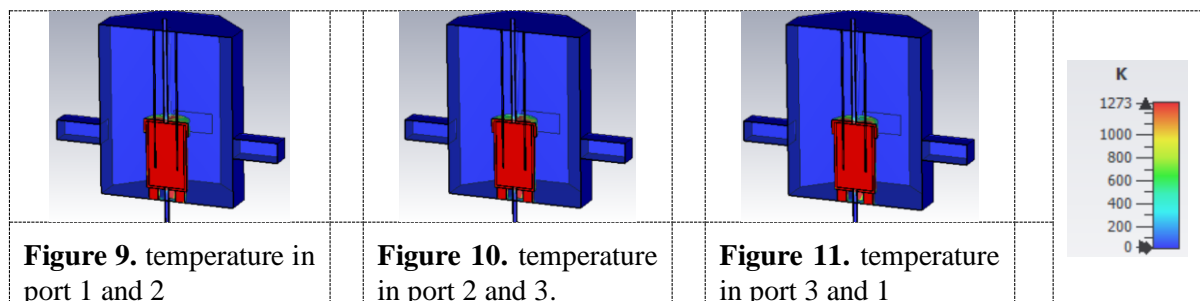 K
1273
1000
800
600
400
200
0
Figure 9. temperature in
port 1 and 2
Figure 10. temperature
in port 2 and 3.
Figure 11. temperature
in port 3 and 1